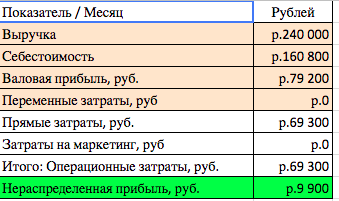 Показатель / Месяц Рублей
Выручка р.240 000
Себестоимость р.160 800
Валовая прибыль, руб. р.79 200
Переменные затраты, руб р.0
Прямые затраты, руб. р.69 300
Затраты на маркетинг, руб р.0
Итого: Операционные затраты, руб. р.69 300
Нераспределенная прибыль, руб. р.9 900